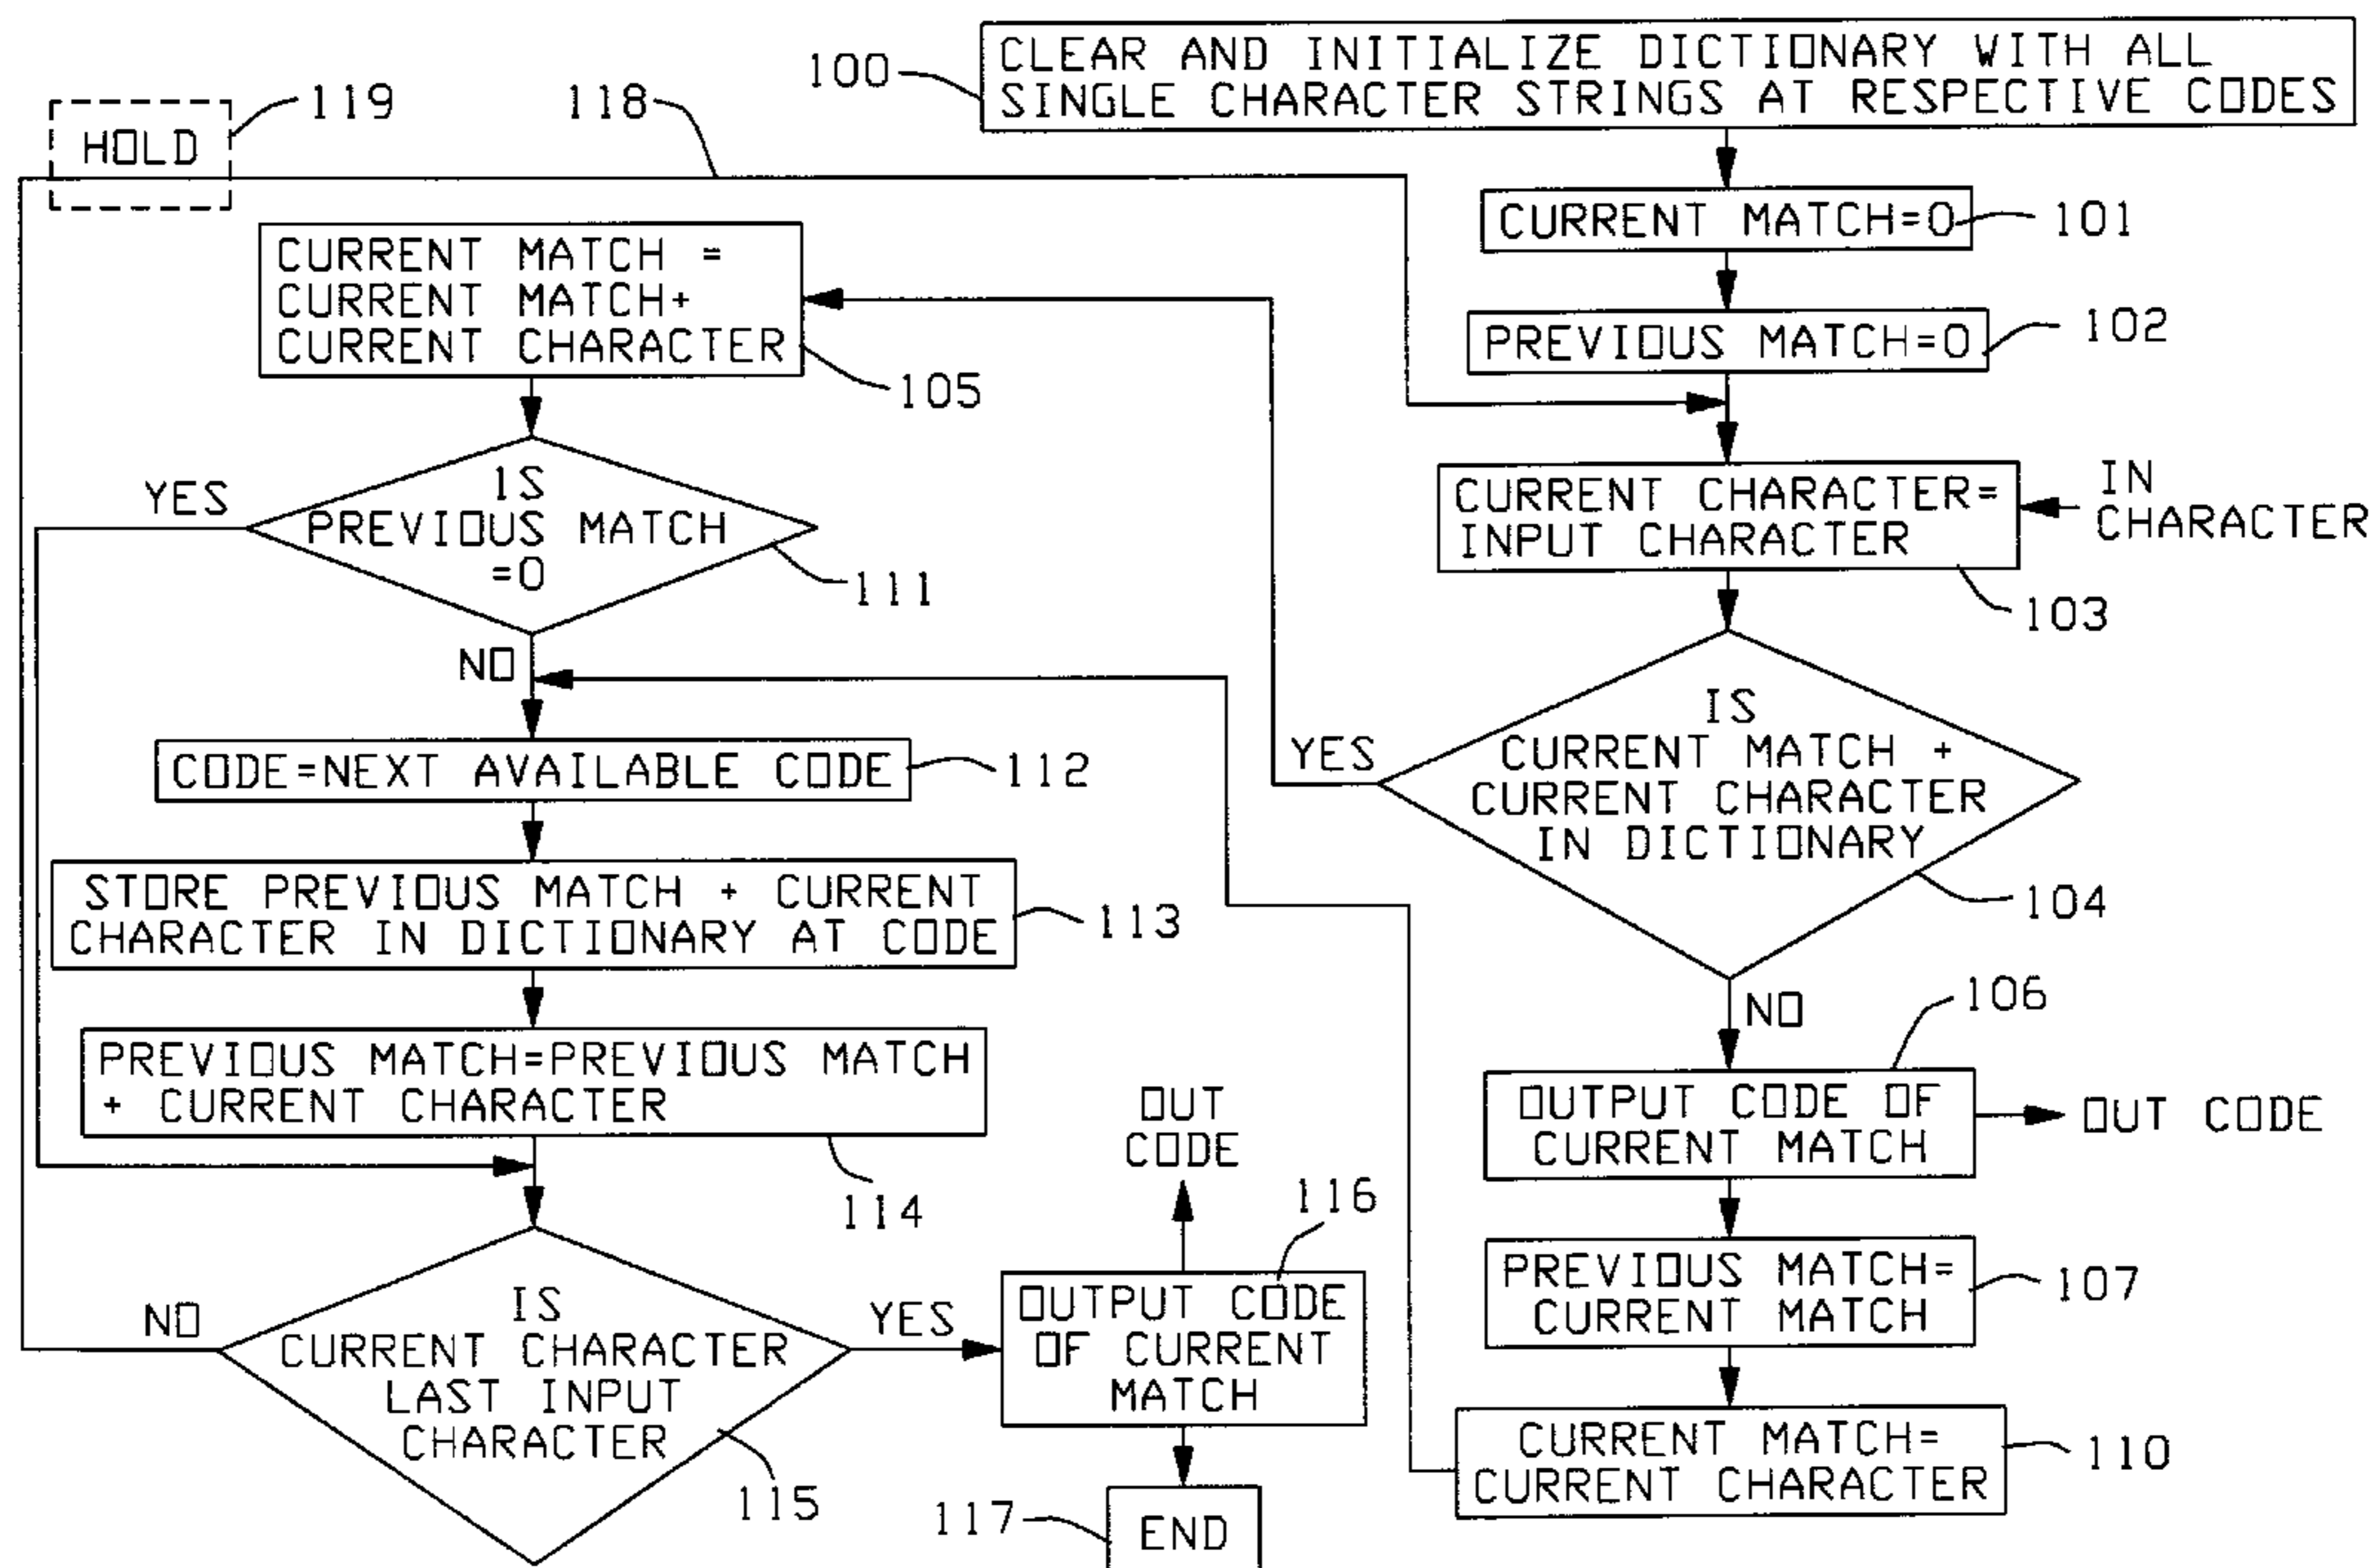 100
CLEAR AND INITIALIZE DICTIONARY WITH ALL
SINGLE CHARACTER STRINGS AT RESPECTIVE CODES
119
HOLD
118
CURRENT MATCH=0
101
PREVIOUS MATCH=0
102
CURRENT CHARACTER=
INPUT CHARACTER
IN
CHARACTER
103
IS
CURRENT MATCH +
CURRENT CHARACTER
IN DICTIONARY
104
YES
NO
CURRENT MATCH =
CURRENT MATCH+
CURRENT CHARACTER
105
OUTPUT CODE OF
CURRENT MATCH
106
OUT CODE
PREVIOUS MATCH=
CURRENT MATCH
107
CURRENT MATCH=
CURRENT CHARACTER
110
IS
PREVIOUS MATCH
=0
111
YES
NO
CODE=NEXT AVAILABLE CODE
112
STORE PREVIOUS MATCH + CURRENT
CHARACTER IN DICTIONARY AT CODE
113
PREVIOUS MATCH=PREVIOUS MATCH
+ CURRENT CHARACTER
114
IS
CURRENT CHARACTER
LAST INPUT
CHARACTER
115
NO
YES
OUTPUT CODE
OF CURRENT
MATCH
116
OUT
CODE
117
END